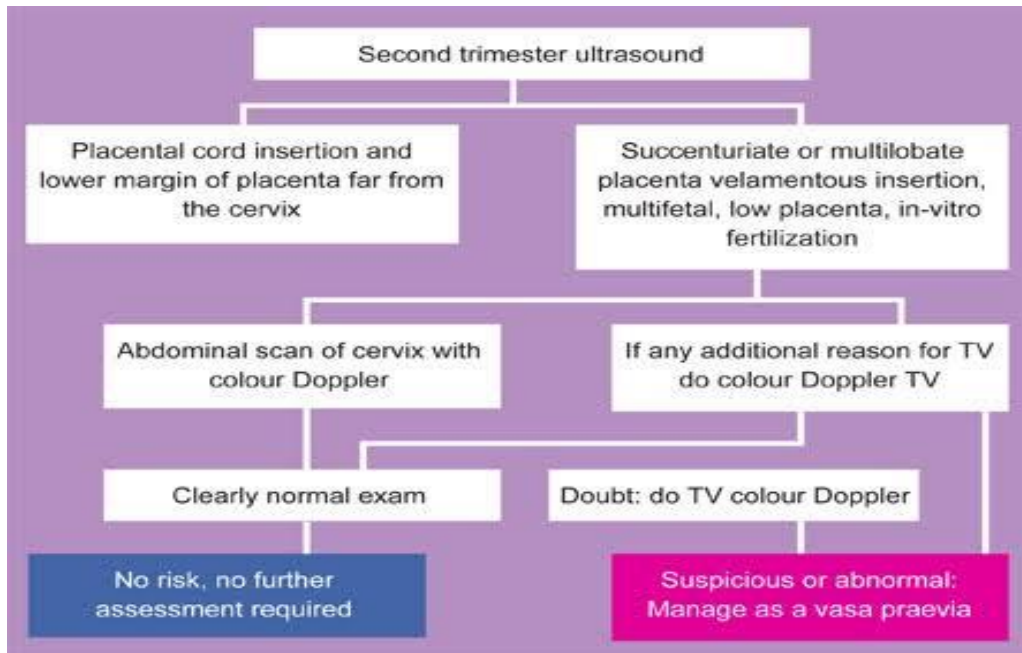 Second trimester ultrasound
Placental cord insertion and
lower margin of placenta far from
the cervix
Succenturiate or multilobate
placenta velamentous insertion,
multifetal, low placenta, in-vitro
fertilization
Abdominal scan of cervix with
colour Doppler
If any additional reason for TV
do colour Doppler TV
Clearly normal exam
Doubt: do TV colour Doppler
No risk, no further
assessment required
Suspicious or abnormal:
Manage as a vasa praevia